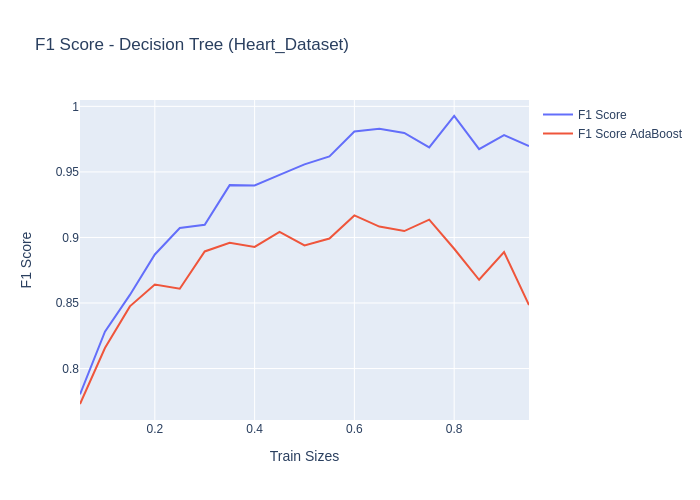 F1 Score - Decision Tree (Heart_Dataset)
F1 Score
F1 Score AdaBoost
1
0.95
0.9
0.85
0.8
F1 Score
0.2
0.4
0.6
0.8
Train Sizes